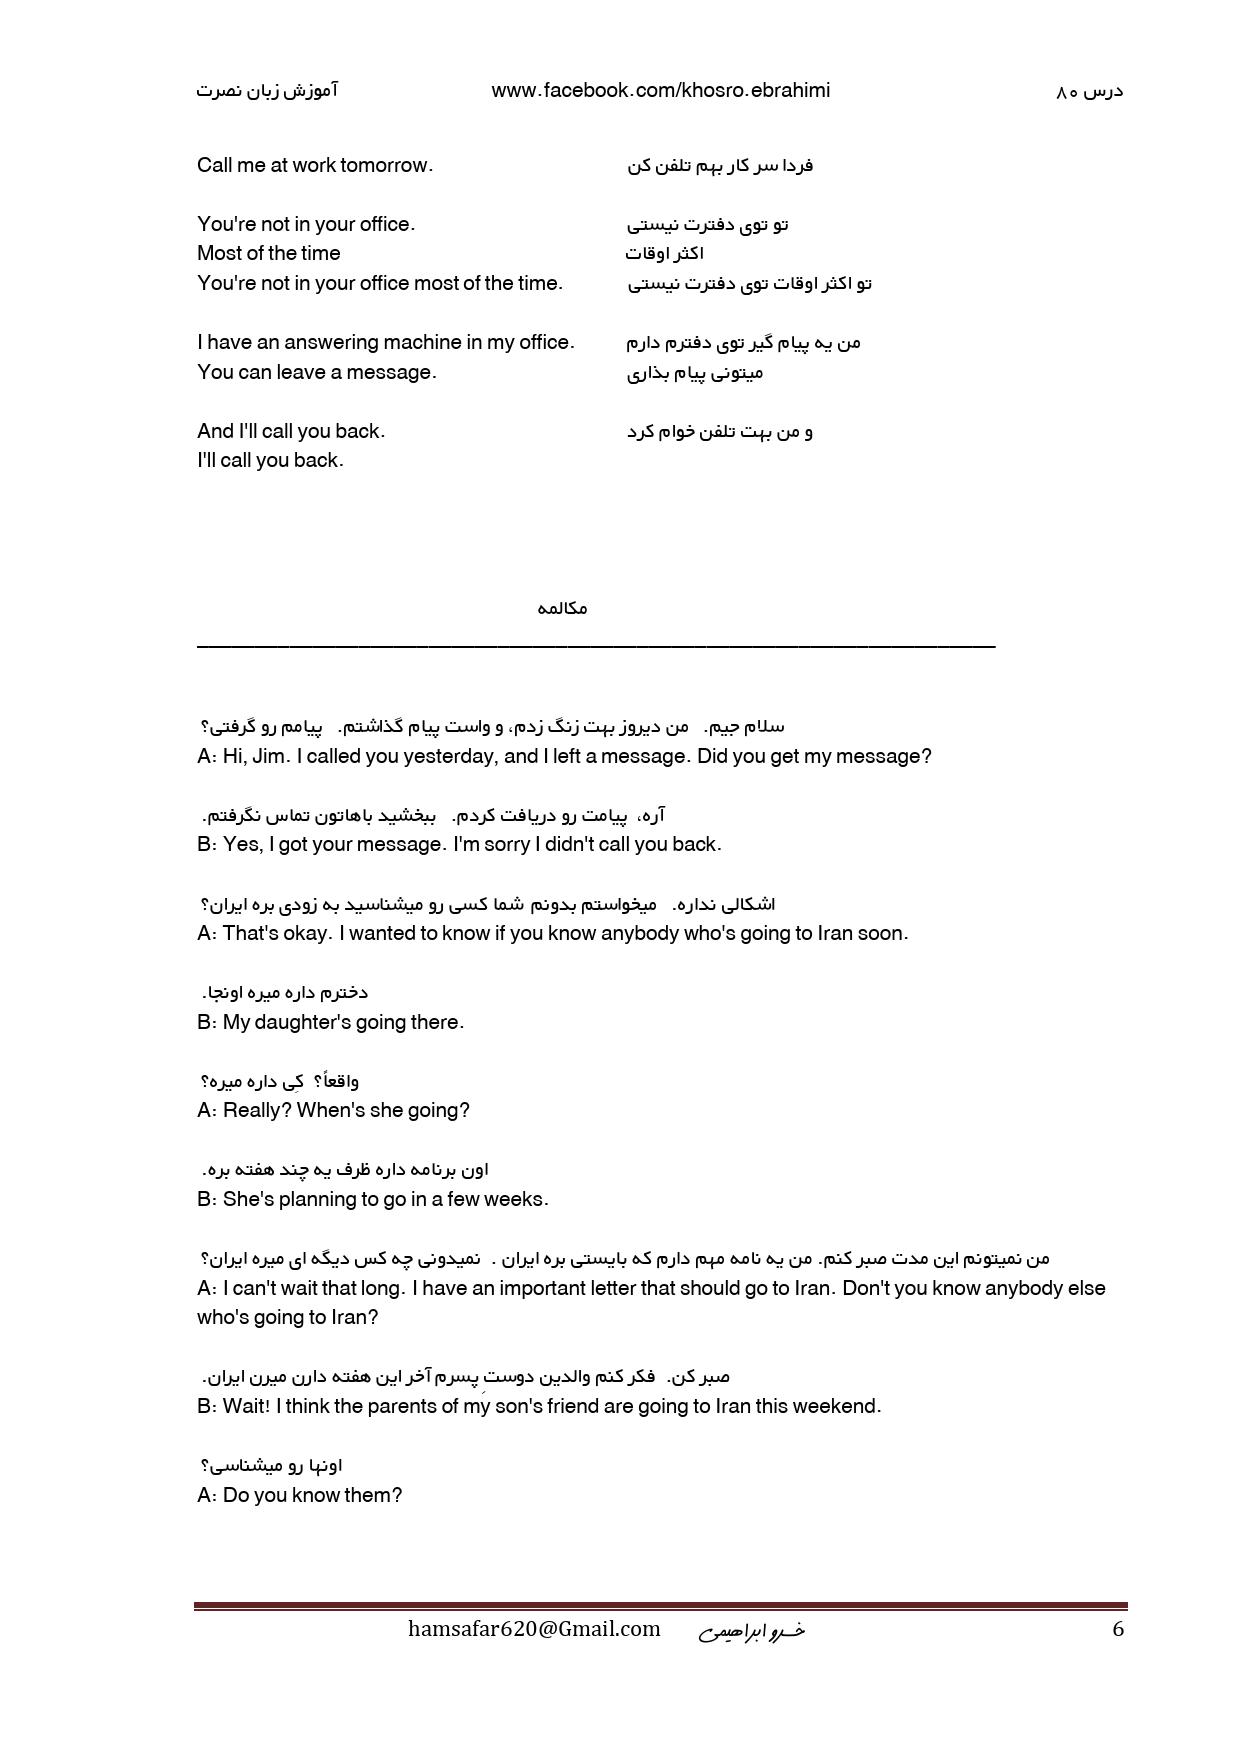 آموزش زبان نصرت www.facebook.com/khosro.ebrahimi درس ۸۰
Call me at work tomorrow. فردا سر کار بهم تلفن کن
You're not in your office. تو توی دفترت نیستی
Most of the time اکثر اوقات
You're not in your office most of the time. تو اکثر اوقات توی دفترت نیستی
I have an answering machine in my office. من یه پیام گیر توی دفترم دارم
You can leave a message. میتونی پیام بذاری
And I'll call you back. و من بهت تلفن خوام کرد
I'll call you back.
مکالمه
سلام جیم. من دیروز بهت زنگ زدم، و واست پیام گذاشتم. پیامم رو گرفتی؟
A: Hi, Jim. I called you yesterday, and I left a message. Did you get my message?
آره، پیامت رو دریافت کردم. ببخشید باهاتون تماس نگرفتم.
B: Yes, I got your message. I'm sorry I didn't call you back.
اشکالی نداره. میخواستم بدونم شما کسی رو میشناسید به زودی بره ایران؟
A: That's okay. I wanted to know if you know anybody who's going to Iran soon.
دخترم داره میره اونجا.
B: My daughter's going there.
واقعاً؟ کِی داره میره؟
A: Really? When's she going?
اون برنامه داره ظرف یه چند هفته بره.
B: She's planning to go in a few weeks.
من نمیتونم این مدت صبر کنم. من یه نامه مهم دارم که بایستی بره ایران . نمیدونی چه کس دیگه ای میره ایران؟
A: I can't wait that long. I have an important letter that should go to Iran. Don't you know anybody else
who's going to Iran?
صبر کن. فکر کنم والدین دوستِ پسرم آخر این هفته دارن میرن ایران.
B: Wait! I think the parents of my son's friend are going to Iran this weekend.
اونها رو میشناسی؟
A: Do you know them?
hamsafar620@Gmail.com خسرو ابراهیمی 6